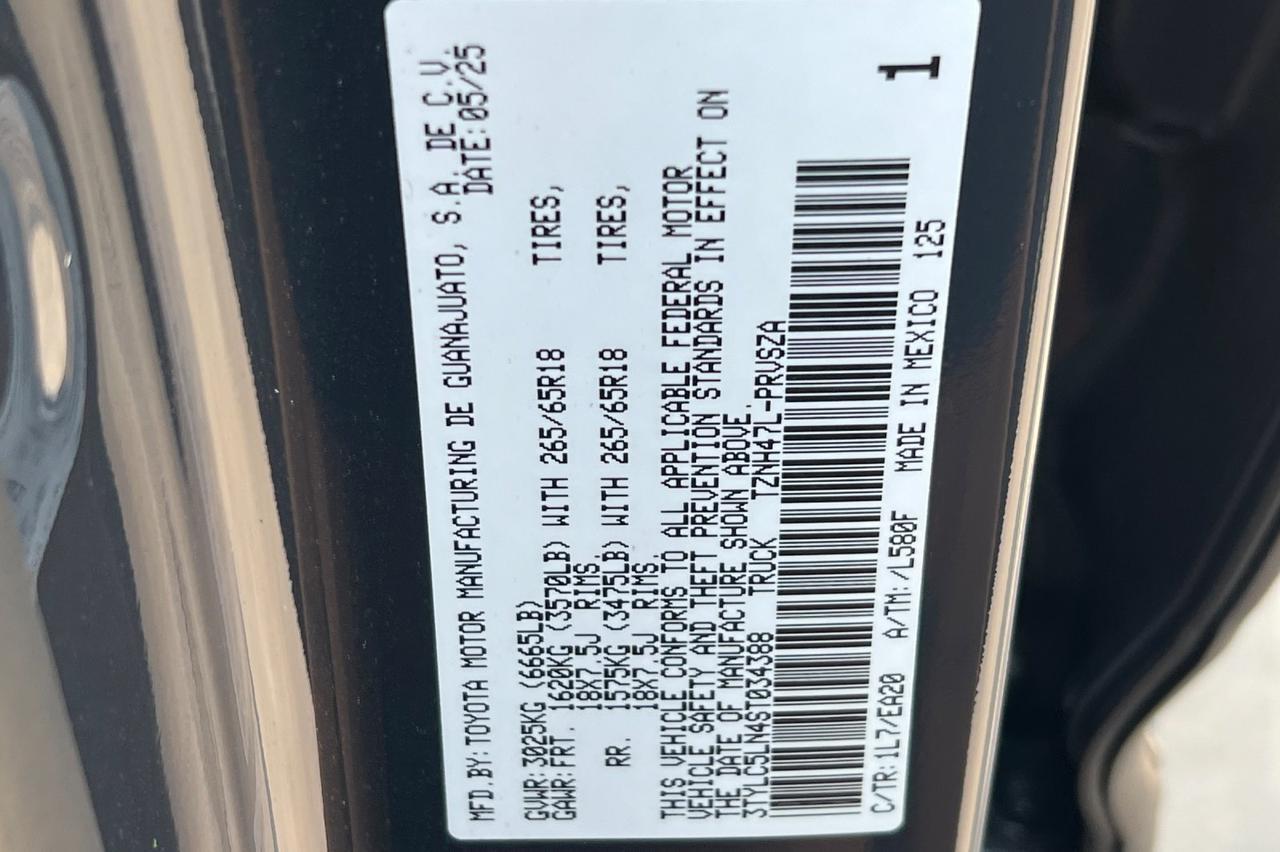 MFD.BY:TOYOTA MOTOR MANUFACTURING DE GUANAJUATO, S.A. DE C.V.
DATE:05/25
GVWR:3025KG (6665LB)
GAWR:FRT. 1620KG (3570LB) WITH 265/65R18 TIRES,
18X7.5J RIMS.
RR. 1575KG (3475LB) WITH 265/65R18 TIRES,
18X7.5J RIMS.
THIS VEHICLE CONFORMS TO ALL APPLICABLE FEDERAL MOTOR
VEHICLE SAFETY AND THEFT PREVENTION STANDARDS IN EFFECT ON
THE DATE OF MANUFACTURE SHOWN ABOVE.
3TYLC5LN4ST034388 TRUCK TZNH47L-PRVSZA
1
C/TR:1L7/EA20 A/TM:/L580F MADE IN MEXICO 125